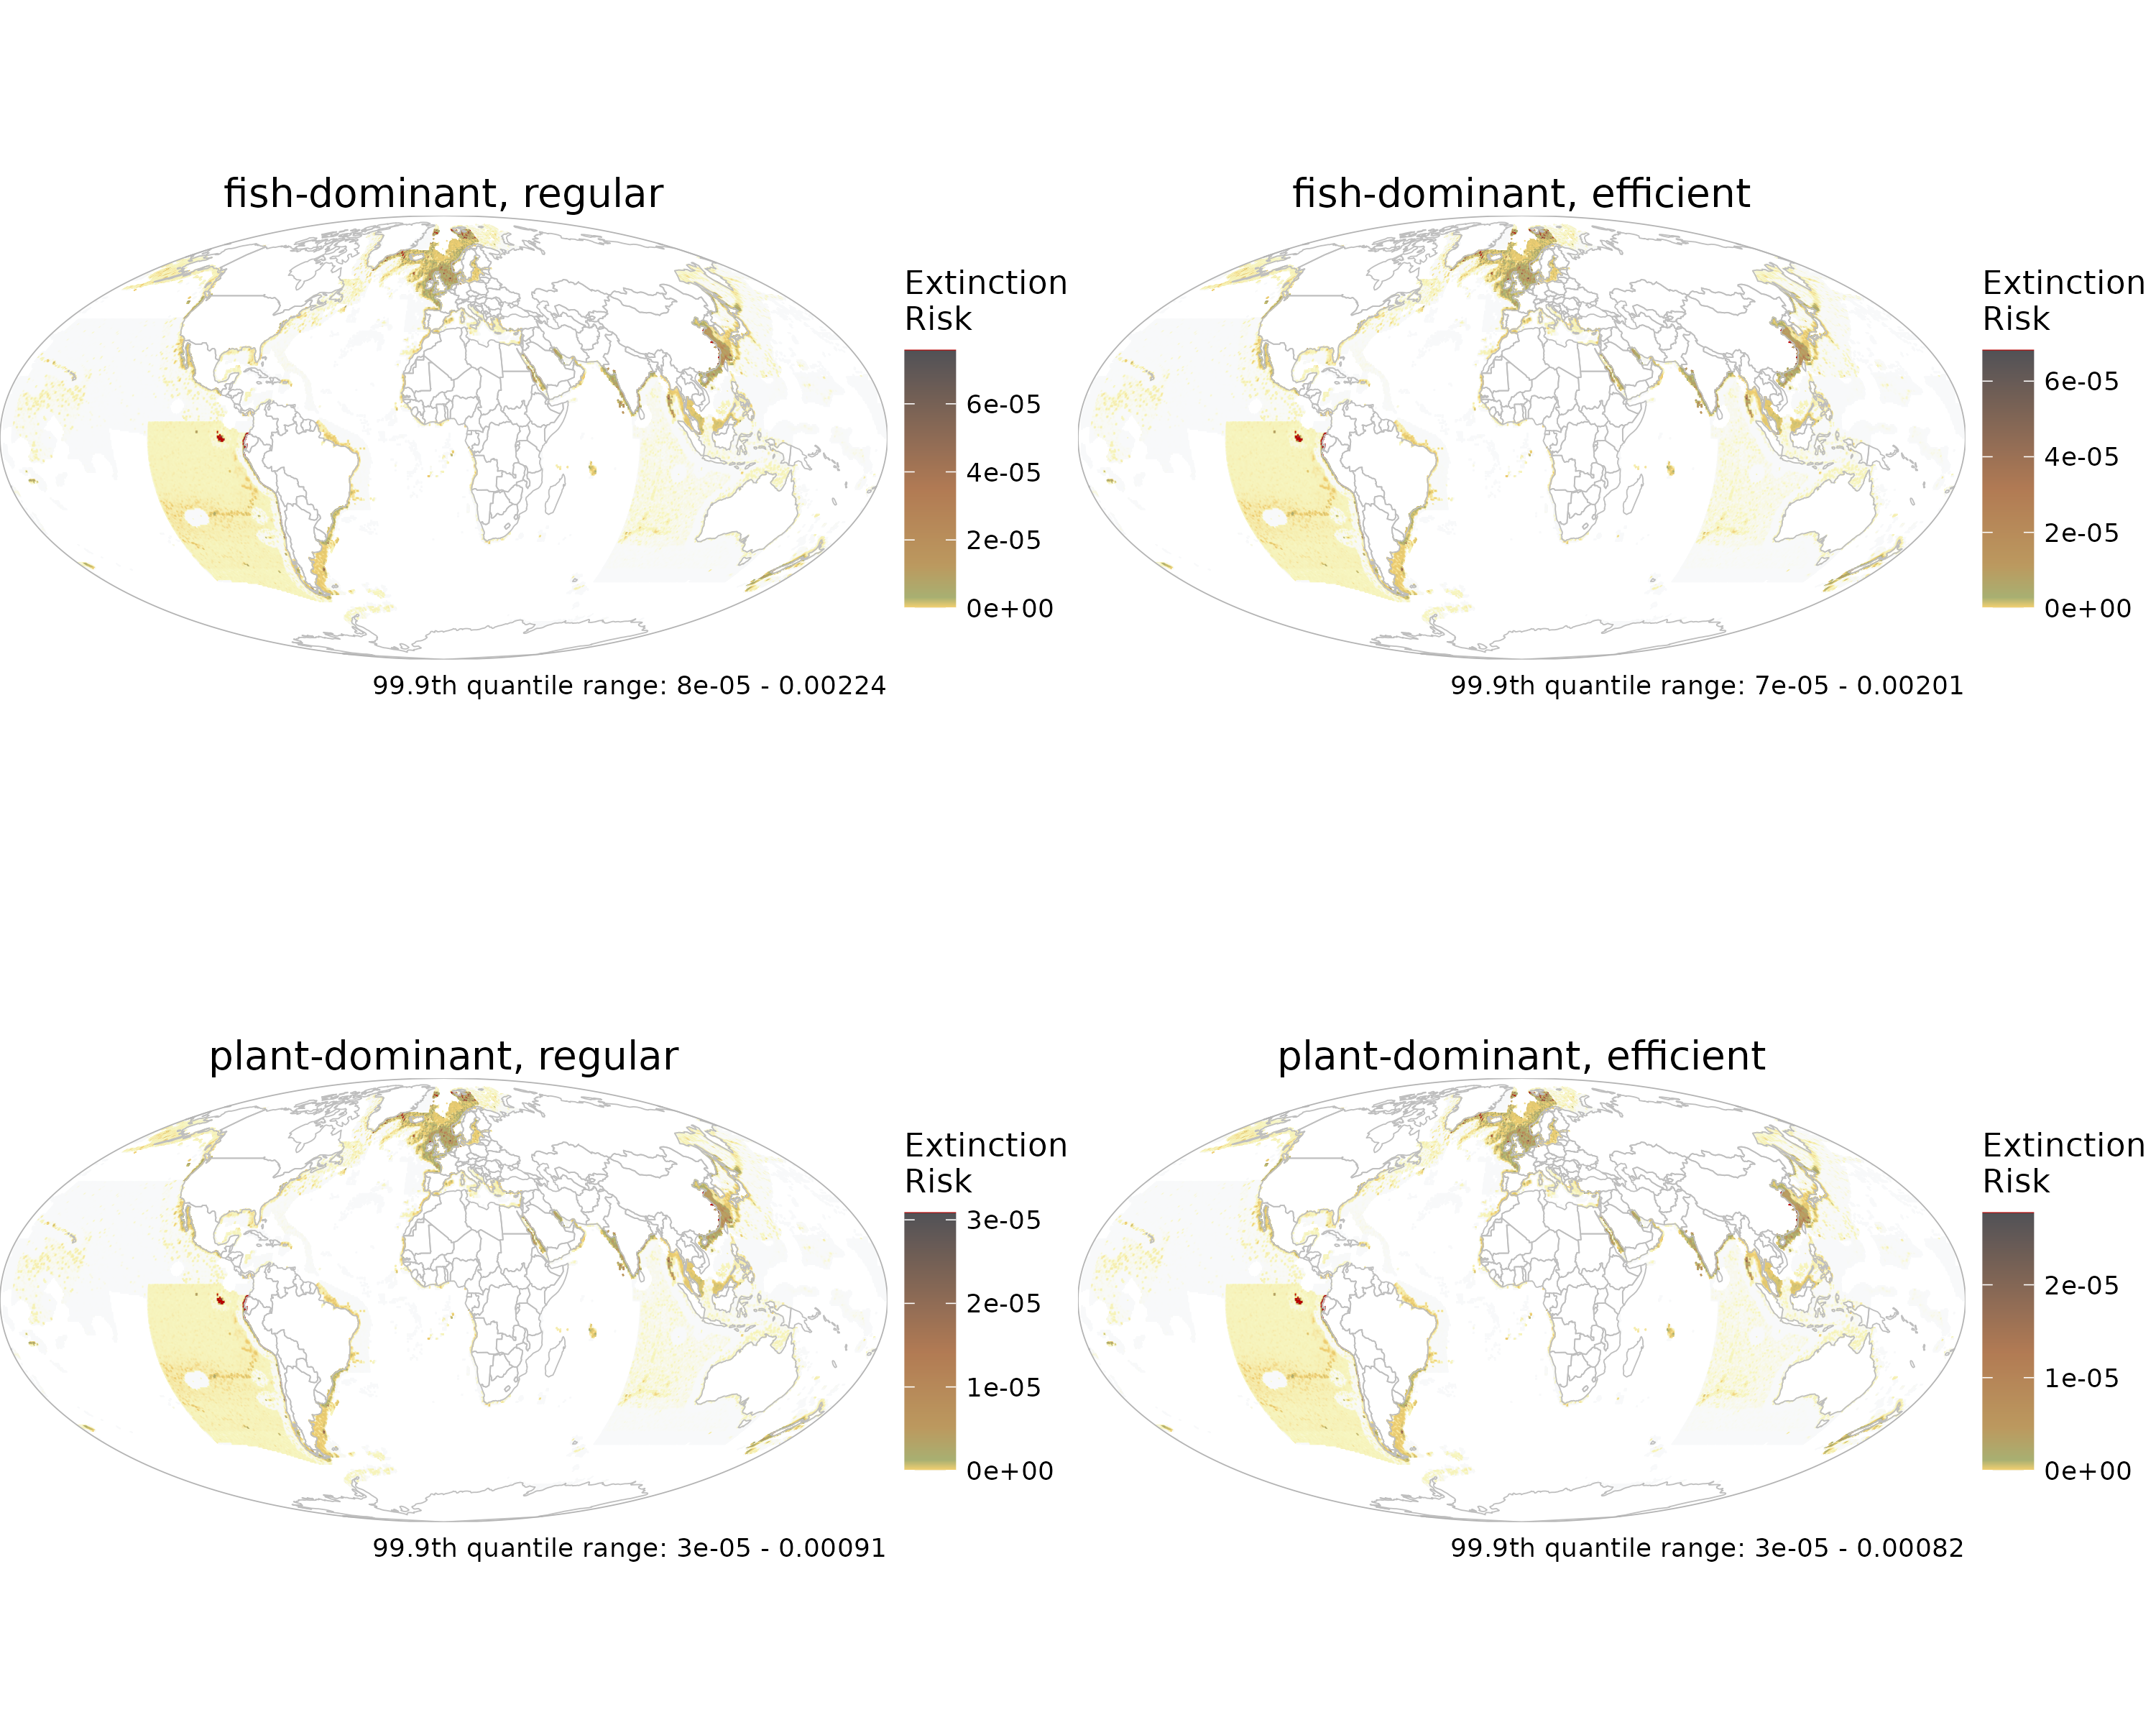 fish-dominant, regular
Extinction
Risk
6e-05
4e-05
2e-05
0e+00
99.9th quantile range: 8e-05 - 0.00224
fish-dominant, efficient
Extinction
Risk
6e-05
4e-05
2e-05
0e+00
99.9th quantile range: 7e-05 - 0.00201
plant-dominant, regular
Extinction
Risk
3e-05
2e-05
1e-05
0e+00
99.9th quantile range: 3e-05 - 0.00091
plant-dominant, efficient
Extinction
Risk
2e-05
1e-05
0e+00
99.9th quantile range: 3e-05 - 0.00082